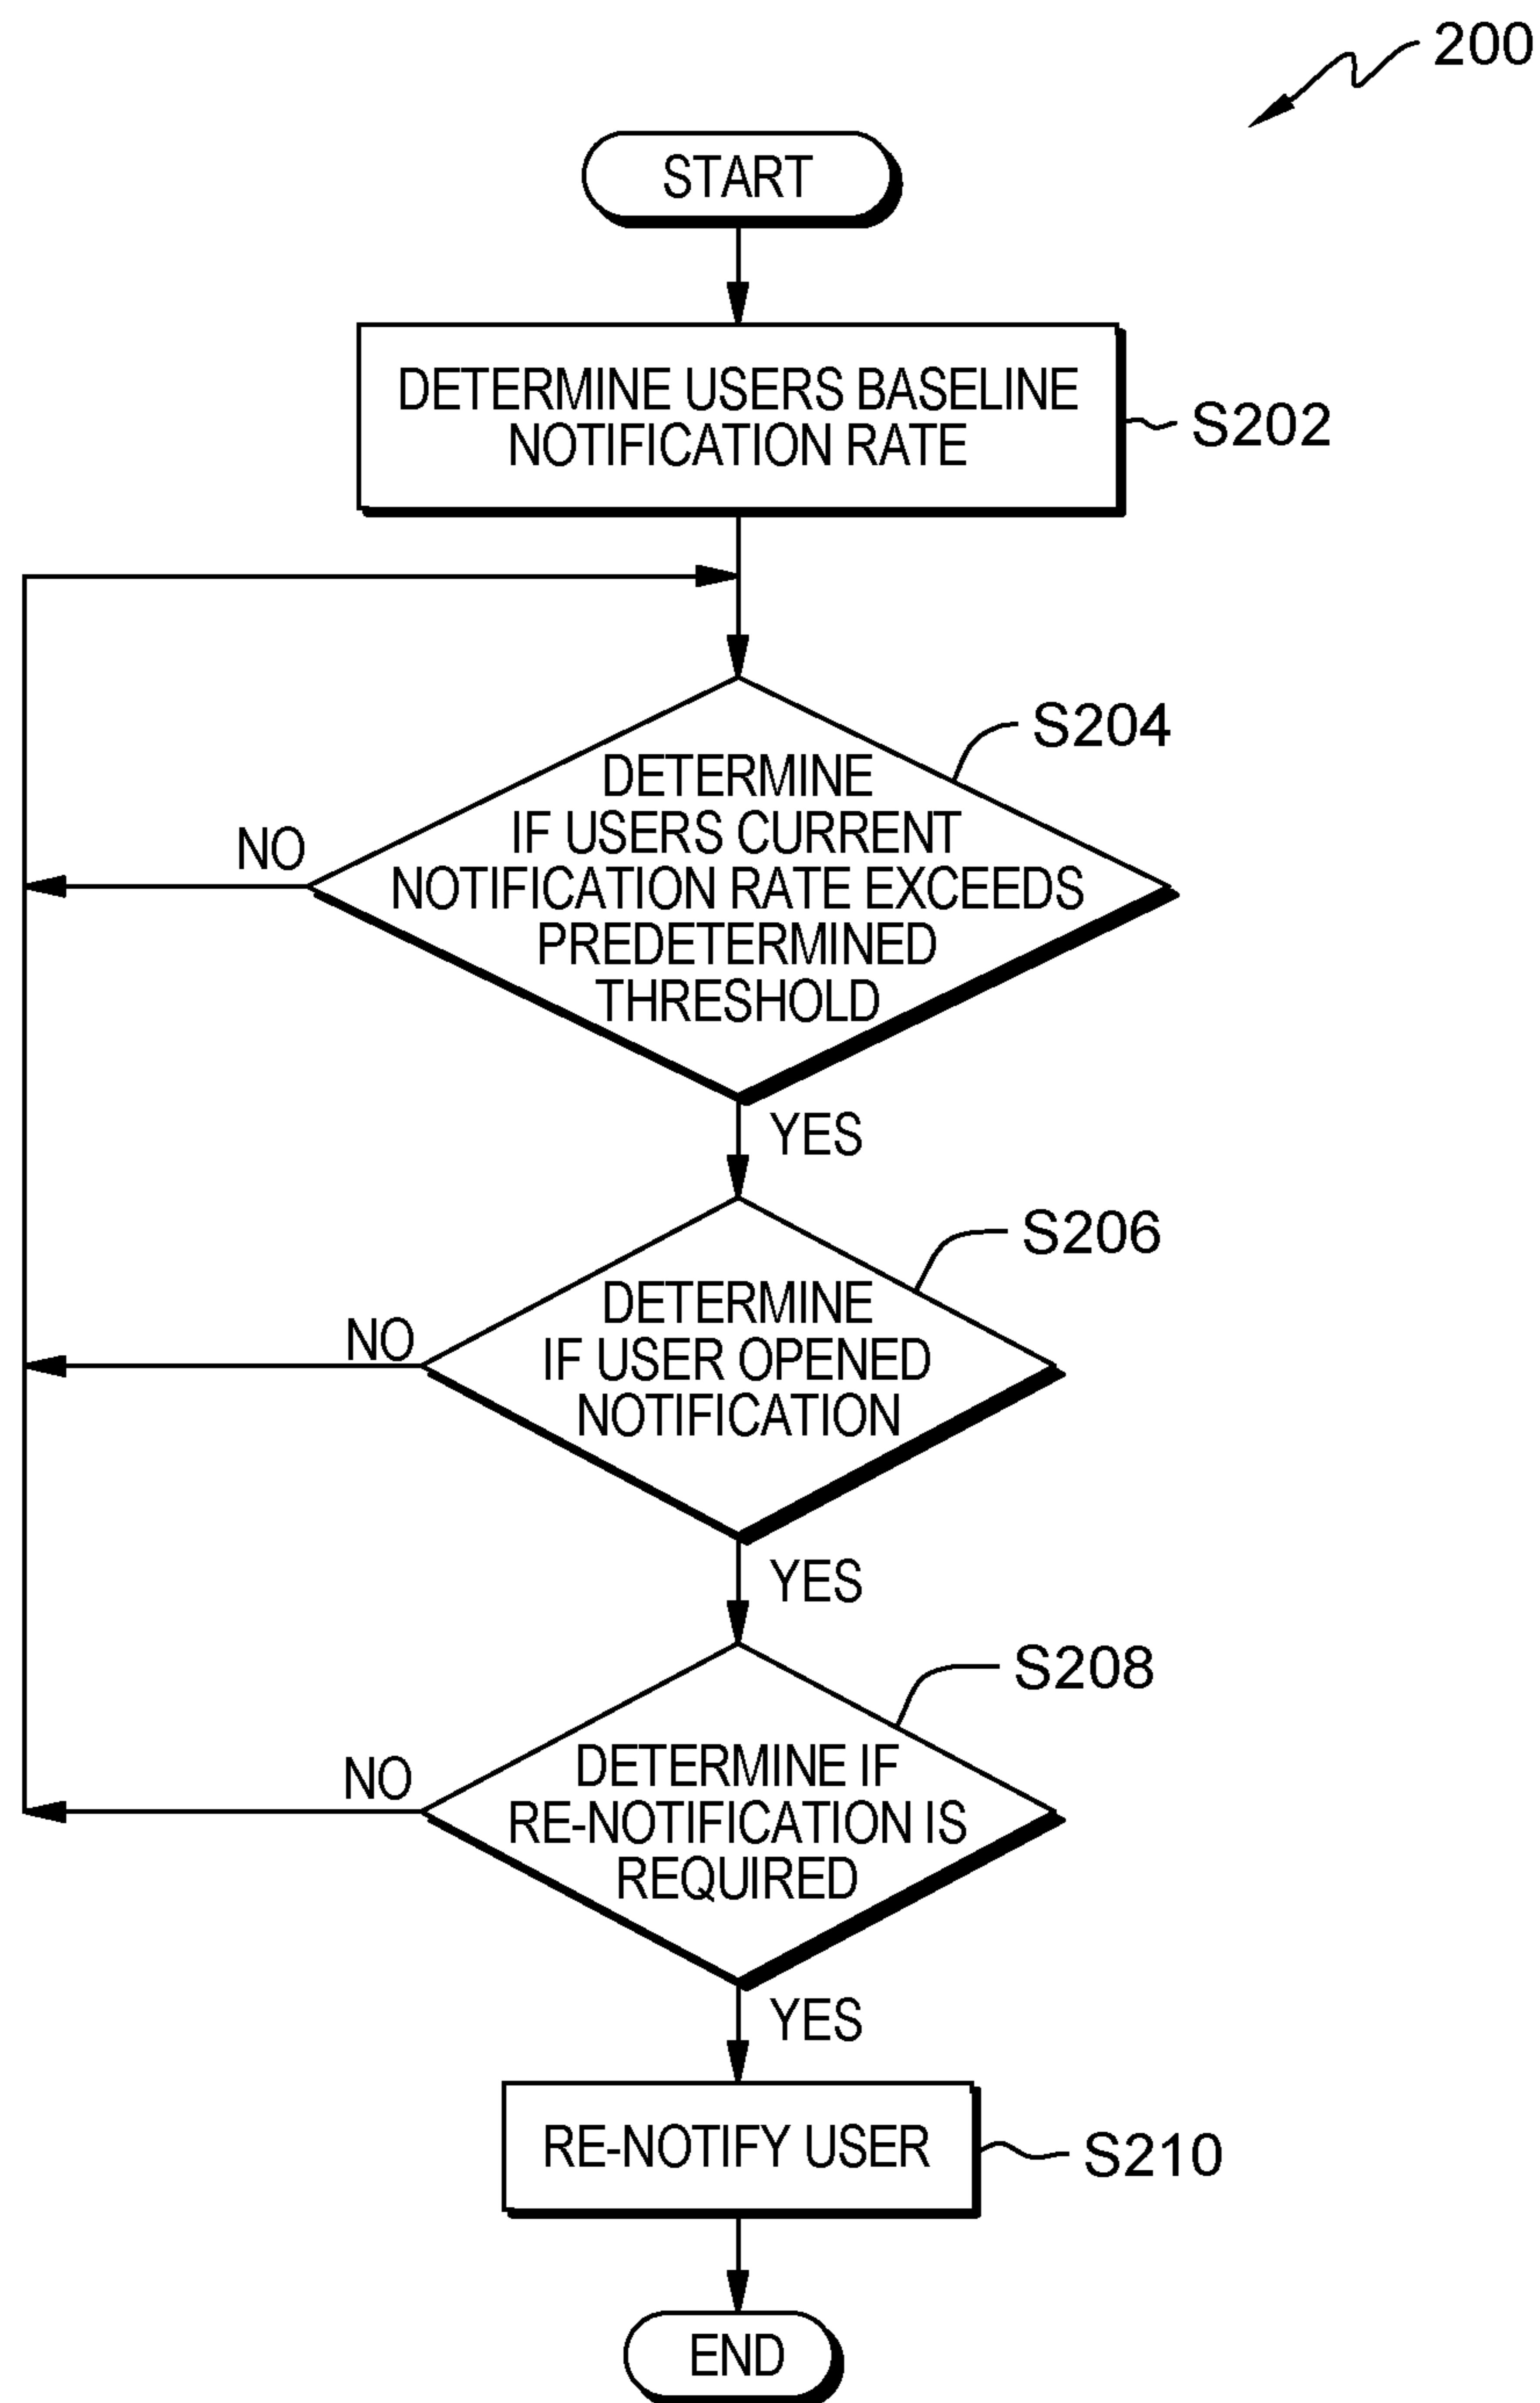 200
START
DETERMINE USERS BASELINE
NOTIFICATION RATE
S202
S204
DETERMINE
IF USERS CURRENT
NOTIFICATION RATE EXCEEDS
PREDETERMINED
THRESHOLD
NO
YES
S206
DETERMINE
IF USER OPENED
NOTIFICATION
NO
YES
S208
DETERMINE IF
RE-NOTIFICATION IS
REQUIRED
NO
YES
RE-NOTIFY USER
S210
END